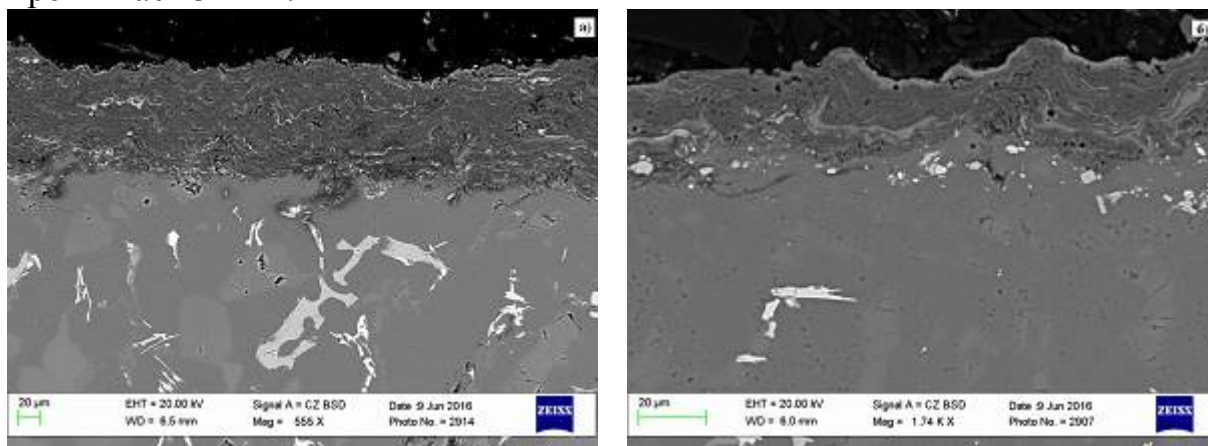 а)
б)
20 µm
EHT = 20.00 kV
Signal A = CZ BSD
Date :9 Jun 2016
ZEISS
WD = 6.5 mm
Mag = 555 X
Photo No. = 2914
20 µm
EHT = 20.00 kV
Signal A = CZ BSD
Date :9 Jun 2016
ZEISS
WD = 6.0 mm
Mag = 1.74 K X
Photo No. = 2907